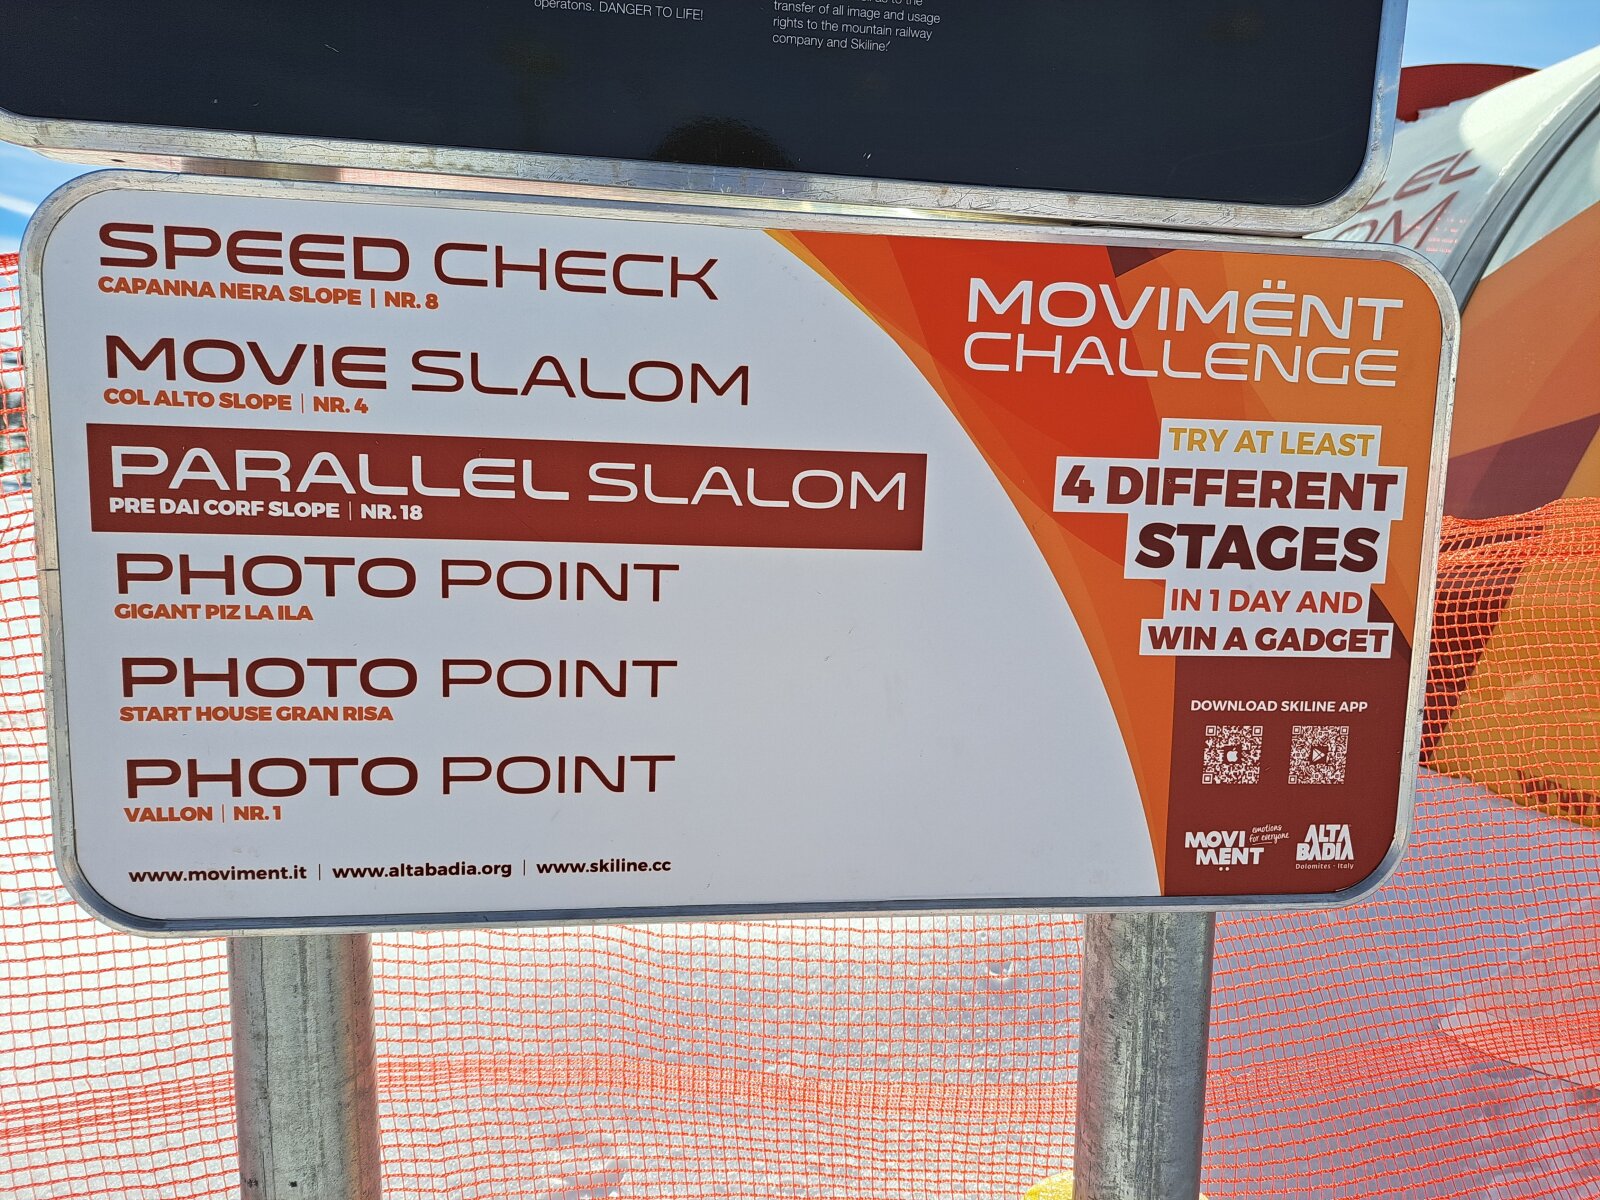 operatons. DANGER TO LIFE!
transfer of all image and usage
rights to the mountain railway
company and Skiline.
SPEED CHECK
CAPANNA NERA SLOPE | NR. 8
MOVIE SLALOM
COL ALTO SLOPE | NR. 4
PARALLEL SLALOM
PRE DAI CORF SLOPE | NR. 18
PHOTO POINT
GIGANT PIZ LA ILA
PHOTO POINT
START HOUSE GRAN RISA
PHOTO POINT
VALLON | NR. 1
www.moviment.it | www.altabadia.org | www.skiline.cc
MOVIMËNT
CHALLENGE
TRY AT LEAST
4 DIFFERENT
STAGES
IN 1 DAY AND
WIN A GADGET
DOWNLOAD SKILINE APP
MOVI
MËNT
emotions
for everyone
ALTA
BADIA
Dolomites - Italy